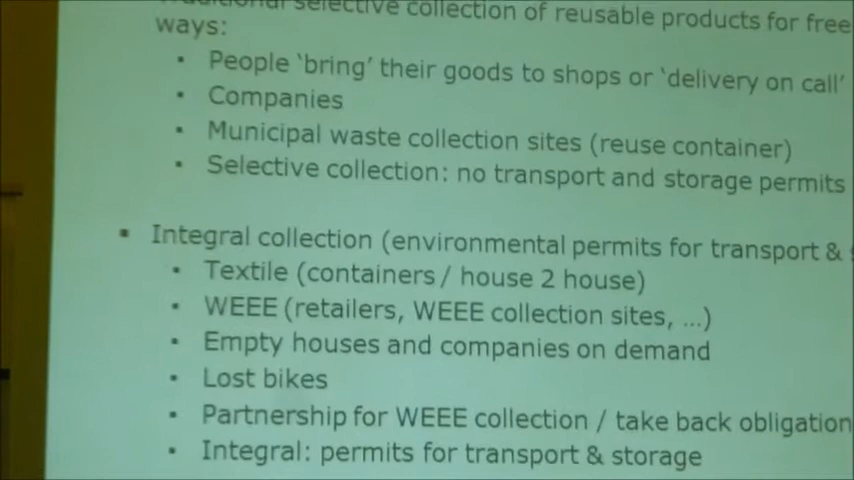 Traditional selective collection of reusable products for free
ways:
• People ‘bring’ their goods to shops or ‘delivery on call’
• Companies
• Municipal waste collection sites (reuse container)
• Selective collection: no transport and storage permits
▪ Integral collection (environmental permits for transport &
• Textile (containers / house 2 house)
• WEEE (retailers, WEEE collection sites, ...)
• Empty houses and companies on demand
• Lost bikes
• Partnership for WEEE collection / take back obligation
• Integral: permits for transport & storage